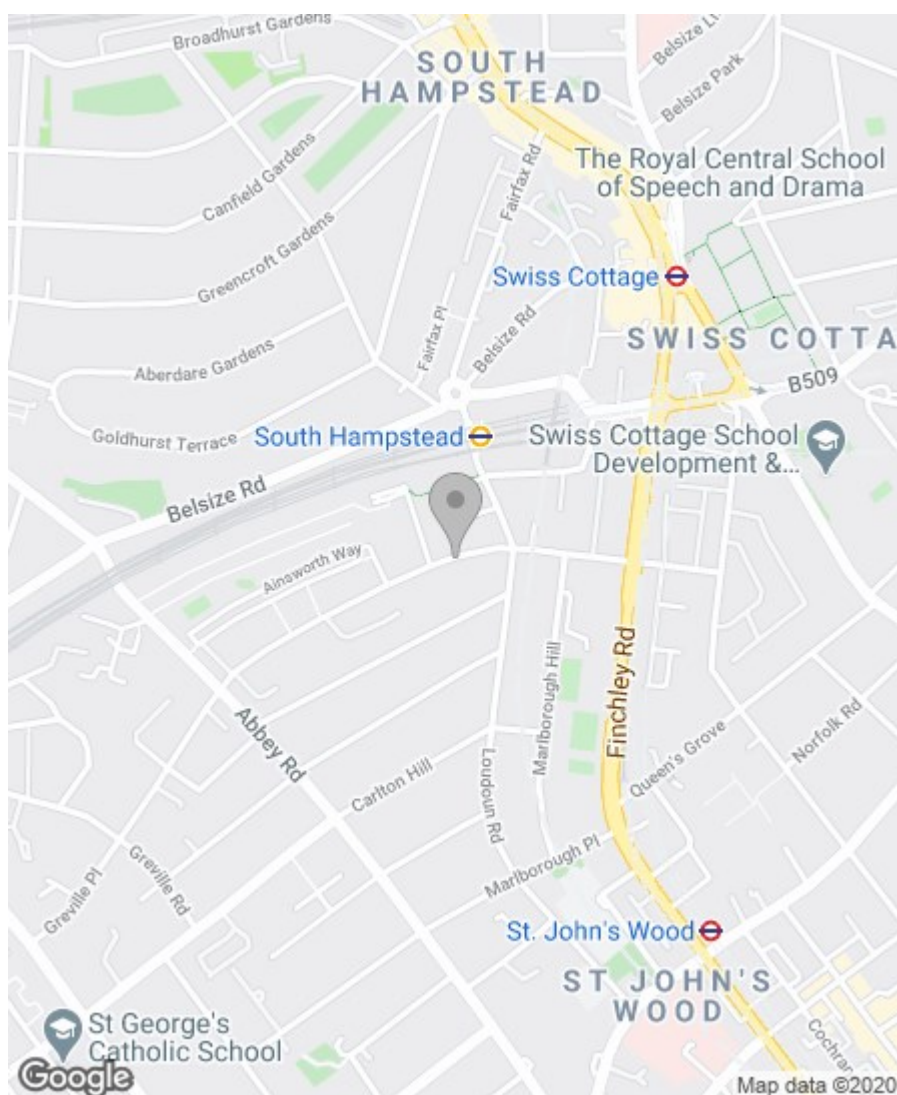 Broadhurst Gardens
SOUTH
HAMPSTEAD
Belsize Park
Canfield Gardens
Fairfax Rd
The Royal Central School
of Speech and Drama
Greencroft Gardens
Swiss Cottage
Fairfax Pl
Belsize Rd
SWISS COTTA
Aberdare Gardens
B509
Goldhurst Terrace
South Hampstead
Swiss Cottage School
Development &...
Belsize Rd
Ainsworth Way
Marlborough Hill
Finchley Rd
Abbey Rd
Norfolk Rd
Queen's Grove
Carlton Hill
Loudoun Rd
Marlborough Pl
Greville Pl
Greville Rd
St. John's Wood
ST JOHN'S
WOOD
St George's
Catholic School
Cochran
Google
Map data ©2020